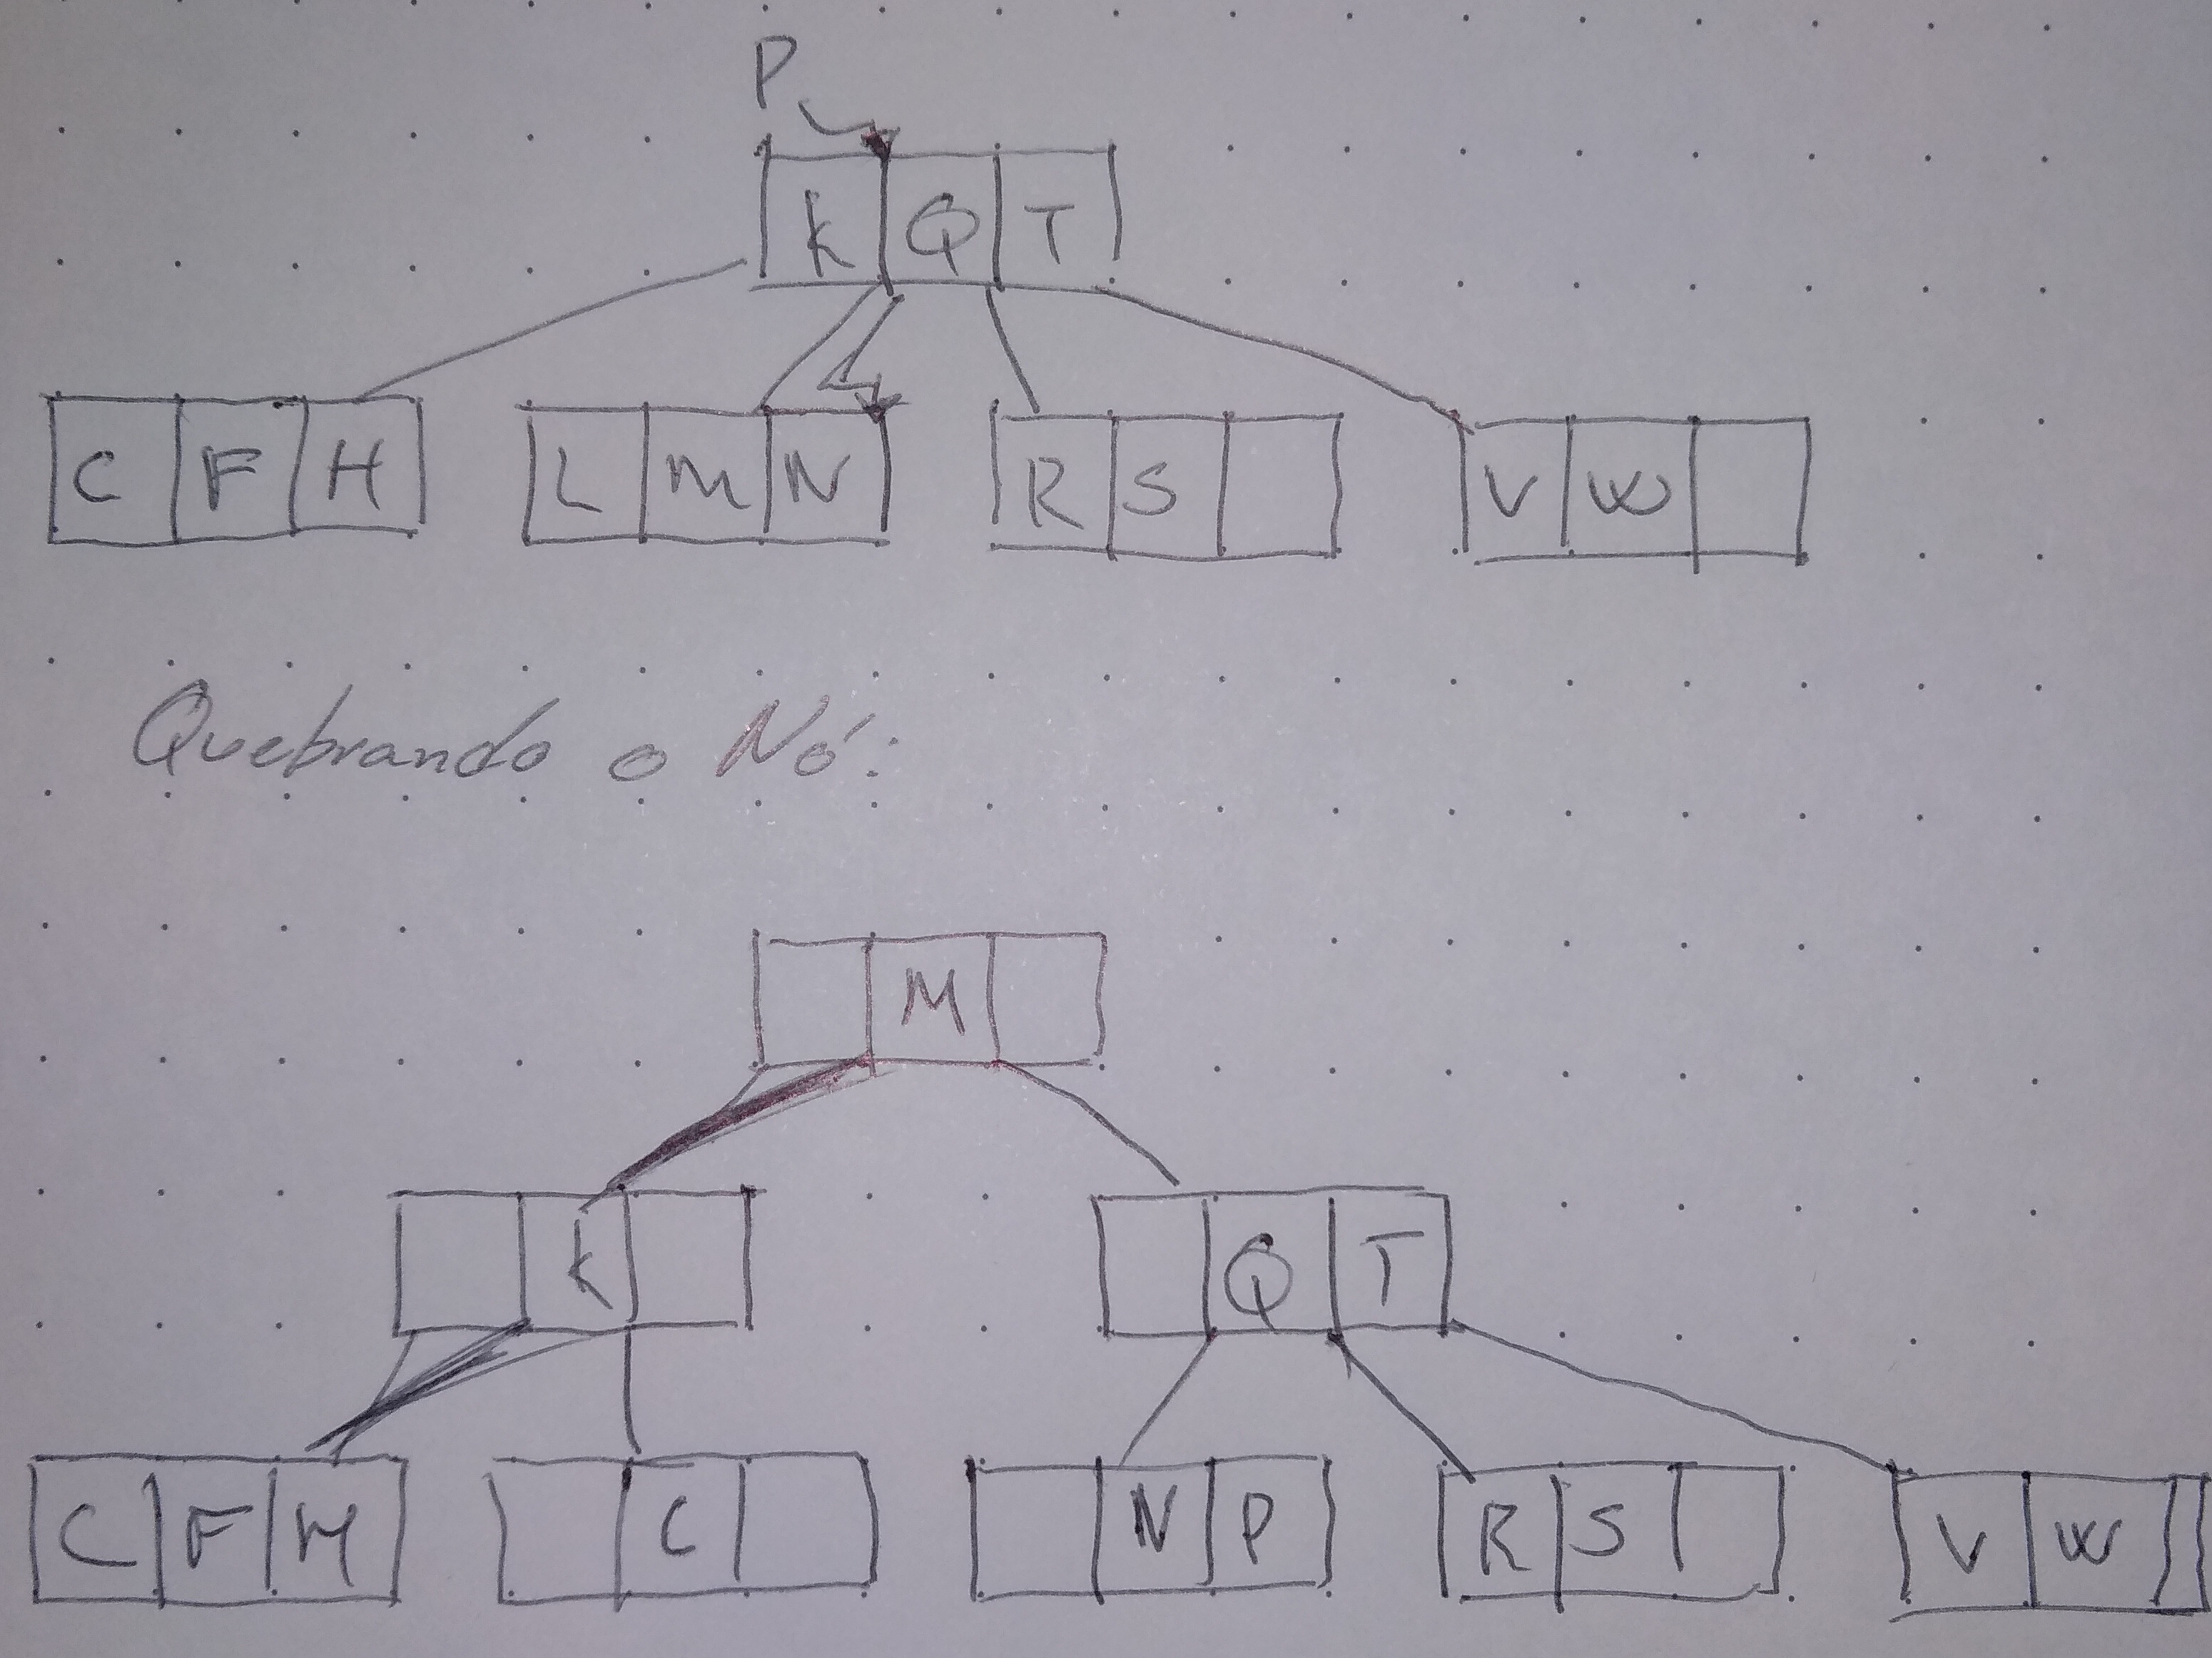 P
K Q T
C F H L M N R S V W
Quebrando o Nó:
M
K Q T
C F H C N P R S V W